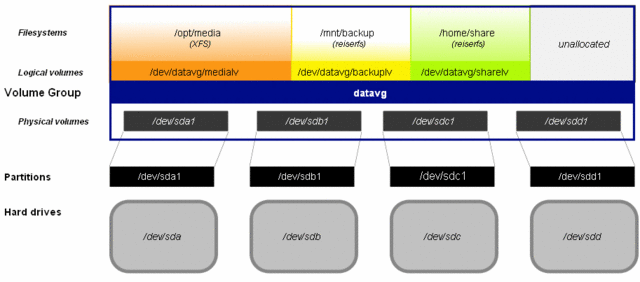 Filesystems /opt/media /mnt/backup /home/share unallocated
(XFS) (reiserfs) (reiserfs)
Logical volumes /dev/datavg/medialv /dev/datavg/backuplv /dev/datavg/sharelv
Volume Group datavg
Physical volumes /dev/sda1 /dev/sdb1 /dev/sdc1 /dev/sdd1
Partitions /dev/sda1 /dev/sdb1 /dev/sdc1 /dev/sdd1
Hard drives
/dev/sda /dev/sdb /dev/sdc /dev/sdd